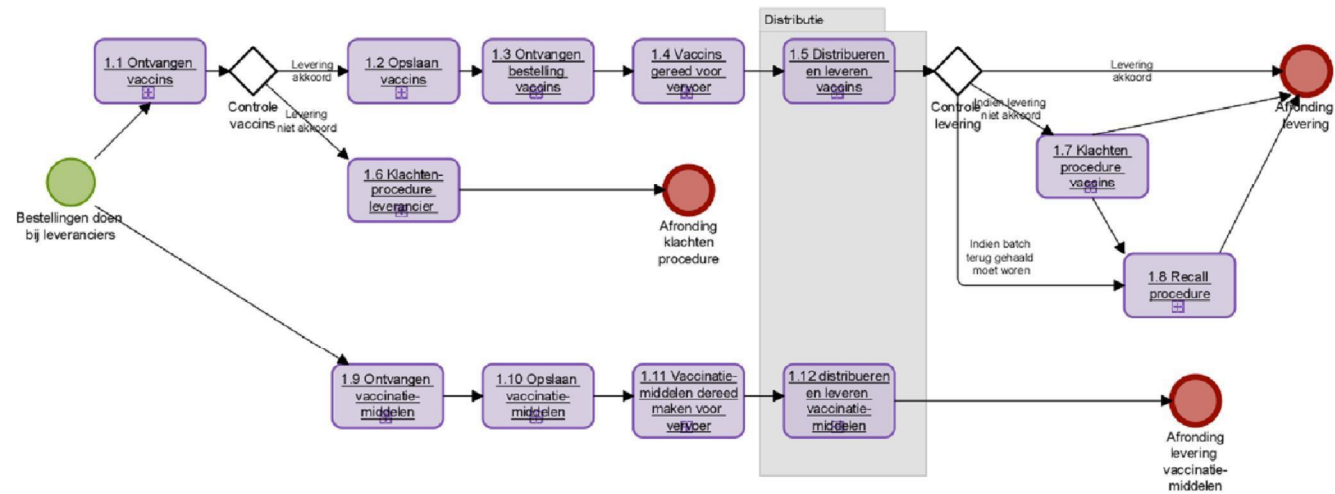 Distributie
1.1 Ontvangen
vaccins
Levering
akkoord
1.2 Opslaan
vaccins
1.3 Ontvangen
bestelling
vaccins
1.4 Vaccins
gereed voor
vervoer
1.5 Distribueren
en leveren
vaccins
Levering
akkoord
Controle
vaccins
Levering
niet akkoord
Controle
levering
Indien levering
niet akkoord
Afronding
levering
1.6 Klachten-
procedure
leverancier
1.7 Klachten
procedure
vaccins
Bestellingen doen
bij leveranciers
Afronding
klachten
procedure
Indien batch
terug gehaald
moet woren
1.8 Recall
procedure
1.9 Ontvangen
vaccinatie-
middelen
1.10 Opslaan
vaccinatie-
middelen
1.11 Vaccinatie-
middelen dereed
maken voor
vervoer
1.12 distribueren
en leveren
vaccinatie-
middelen
Afronding
levering
vaccinatie-
middelen